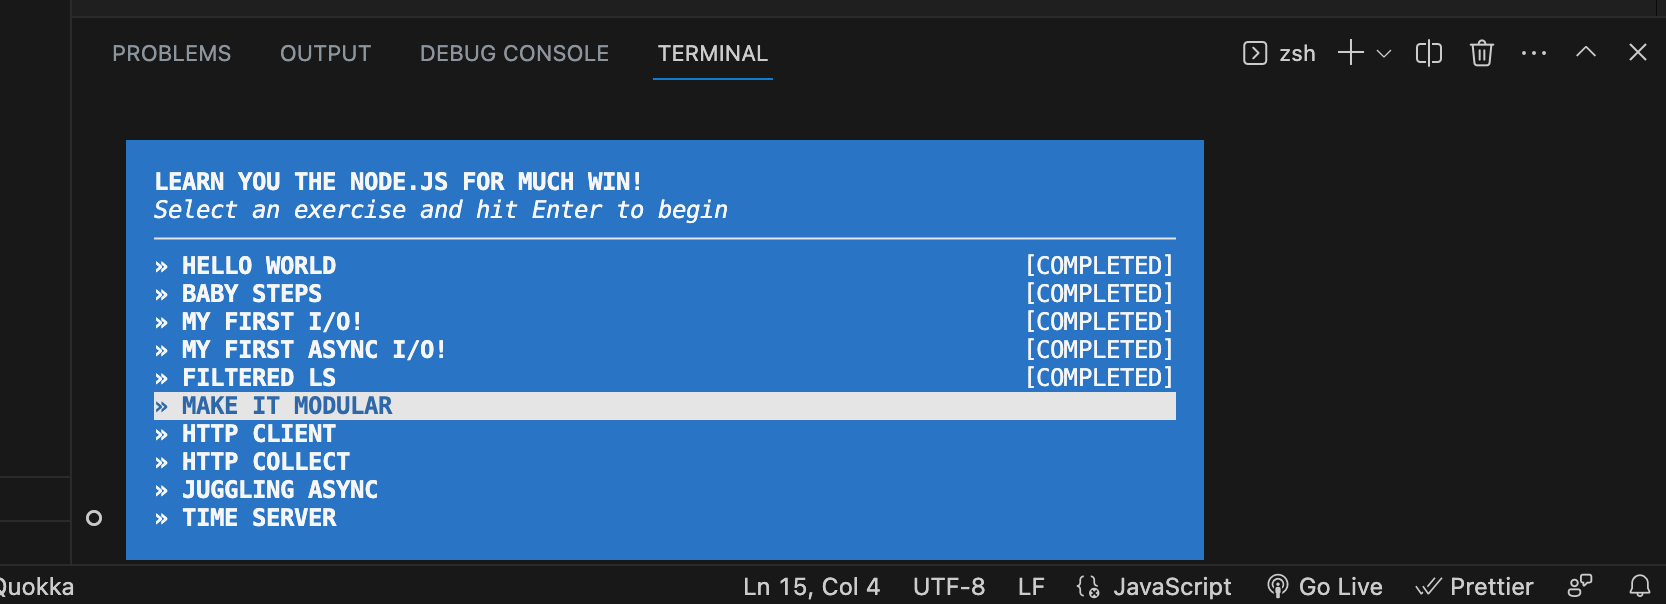 PROBLEMS OUTPUT DEBUG CONSOLE TERMINAL zsh
LEARN YOU THE NODE.JS FOR MUCH WIN!
Select an exercise and hit Enter to begin
» HELLO WORLD [COMPLETED]
» BABY STEPS [COMPLETED]
» MY FIRST I/O! [COMPLETED]
» MY FIRST ASYNC I/O! [COMPLETED]
» FILTERED LS [COMPLETED]
» MAKE IT MODULAR
» HTTP CLIENT
» HTTP COLLECT
» JUGGLING ASYNC
» TIME SERVER
Quokka Ln 15, Col 4 UTF-8 LF JavaScript Go Live Prettier